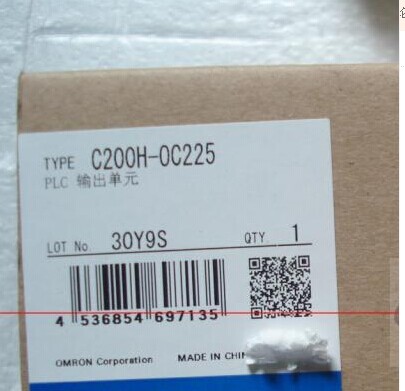 TYPE C200H-OC225
PLC 输出单元
LOT No. 30Y9S QTY. 1
4 536854 697135
OMRON Corporation MADE IN CHIN